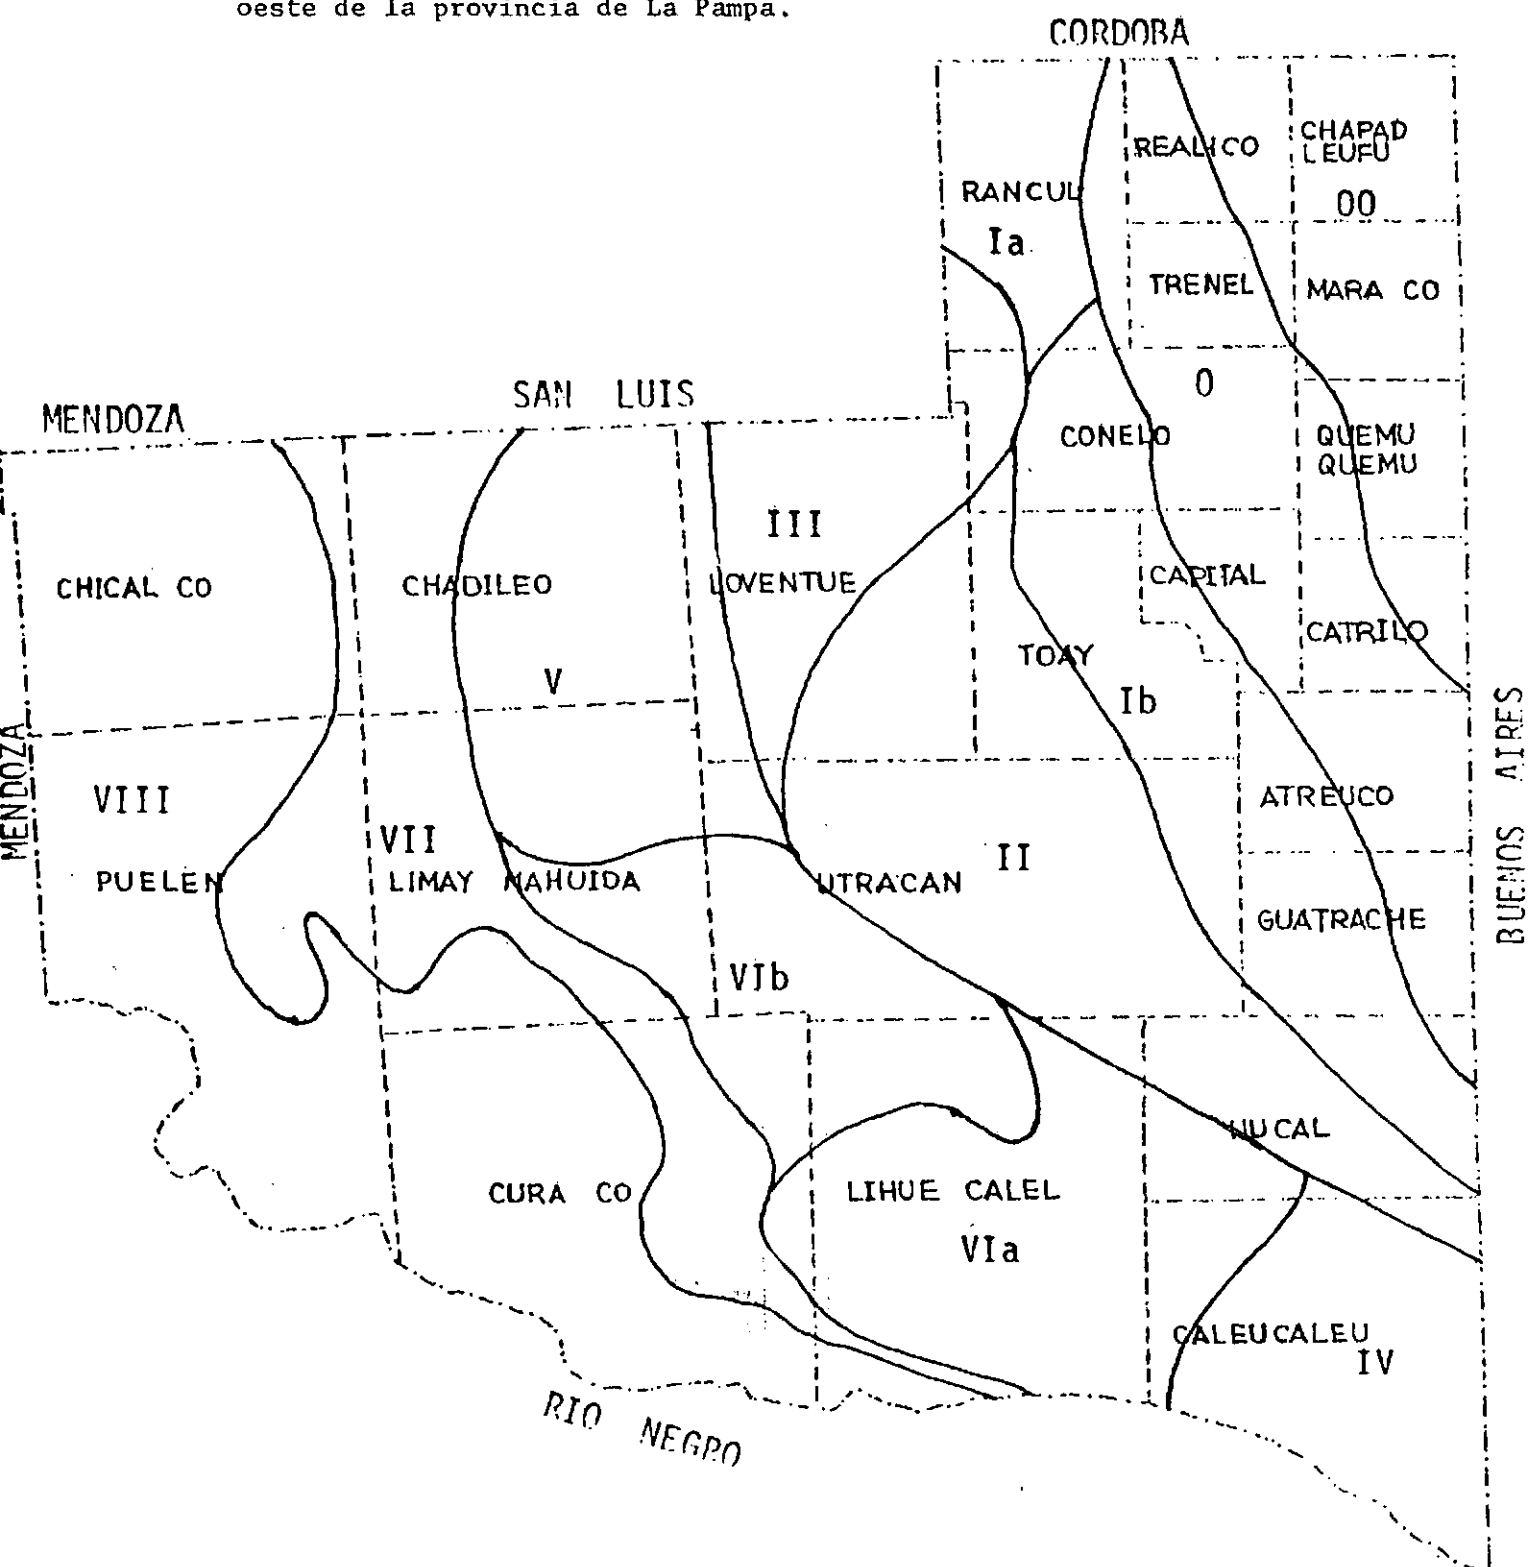 oeste de la provincia de La Pampa.
CORDOBA
REALICO
CHAPAD
LEUFU
RANCUL
OO
Ia
TRENEL
MARA CO
O
SAN LUIS
MENDOZA
CONELO
QUEMU
QUEMU
III
CHICAL CO
CHADILEO
LOVENTUE
CAPITAL
CATRILO
TOAY
V
Ib
MENDOZA
BUENOS AIRES
VIII
ATREUCO
VII
II
PUELEN
LIMAY MAHUIDA
UTRACAN
GUATRACHE
VIb
HUCAL
CURA CO
LIHUE CALEL
VIa
CALEUCALEU
IV
RIO NEGRO